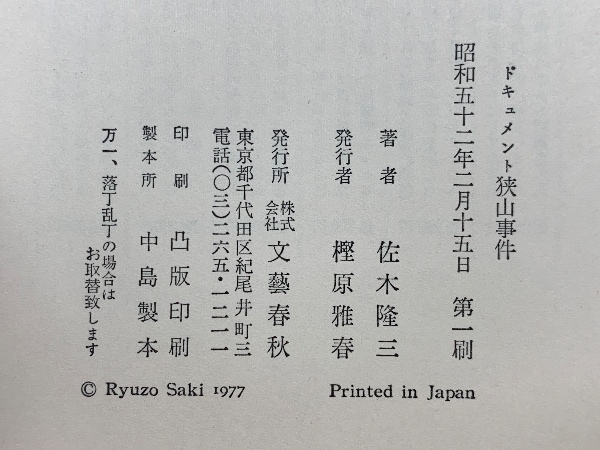 ドキュメント狭山事件
昭和五十二年二月十五日 第一刷
著者 佐木隆三
発行者 樫原雅春
発行所 株式会社 文藝春秋
東京都千代田区紀尾井町三
電話(〇三)二六五・一二一一
印刷 凸版印刷
製本所 中島製本
万一、落丁乱丁の場合は
お取替致します
© Ryuzo Saki 1977 Printed in Japan